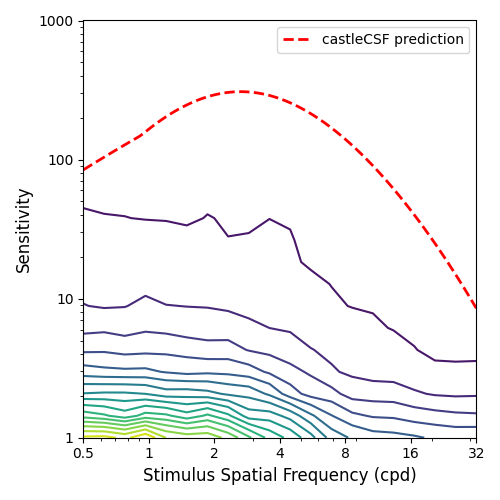 1000
castleCSF prediction
100
Sensitivity
10
1
0.5 1 2 4 8 16 32
Stimulus Spatial Frequency (cpd)